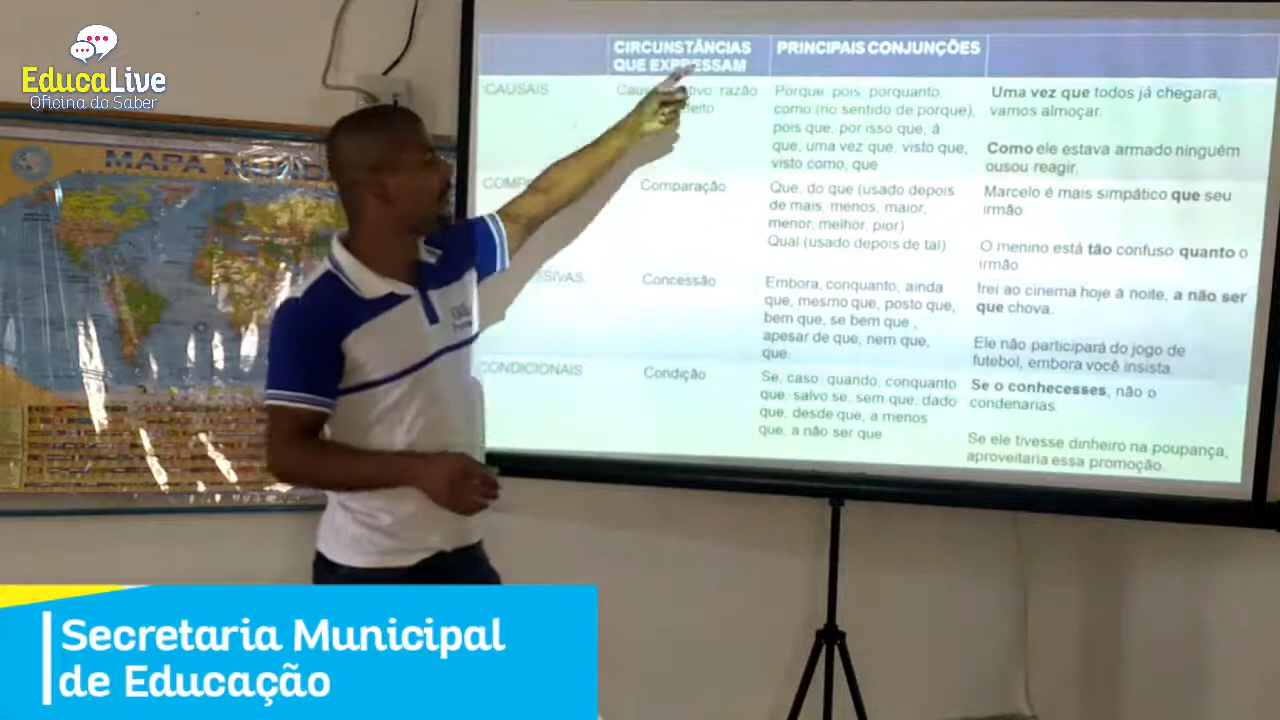 EducaLive
Oficina do Saber
MAPA
CIRCUNSTÂNCIAS
QUE EXPRESSAM
PRINCIPAIS CONJUNÇÕES
CAUSAIS
razão
Porque, pois, porquanto,
como (no sentido de porque),
pois que, por isso que, á
que, uma vez que, visto que,
visto como, que
Uma vez que todos já chegara,
vamos almoçar.
Como ele estava armado ninguém
ousou reagir.
Comparação
Que, do que (usado depois
de mais, menos, maior,
menor, melhor, pior)
Qual (usado depois de tal)
Marcelo é mais simpático que seu
irmão
O menino está tão confuso quanto o
irmão
Concessão
Embora, conquanto, ainda
que, mesmo que, posto que,
bem que, se bem que ,
apesar de que, nem que,
que.
Irei ao cinema hoje à noite, a não ser
que chova.
Ele não participará do jogo de
futebol, embora você insista.
CONDICIONAIS
Condição
Se, caso, quando, conquanto
que, salvo se, sem que, dado
que, desde que, a menos
que, a não ser que
Se o conhecesses, não o
condenarias.
Se ele tivesse dinheiro na poupança,
aproveitaria essa promoção.
Secretaria Municipal
de Educação